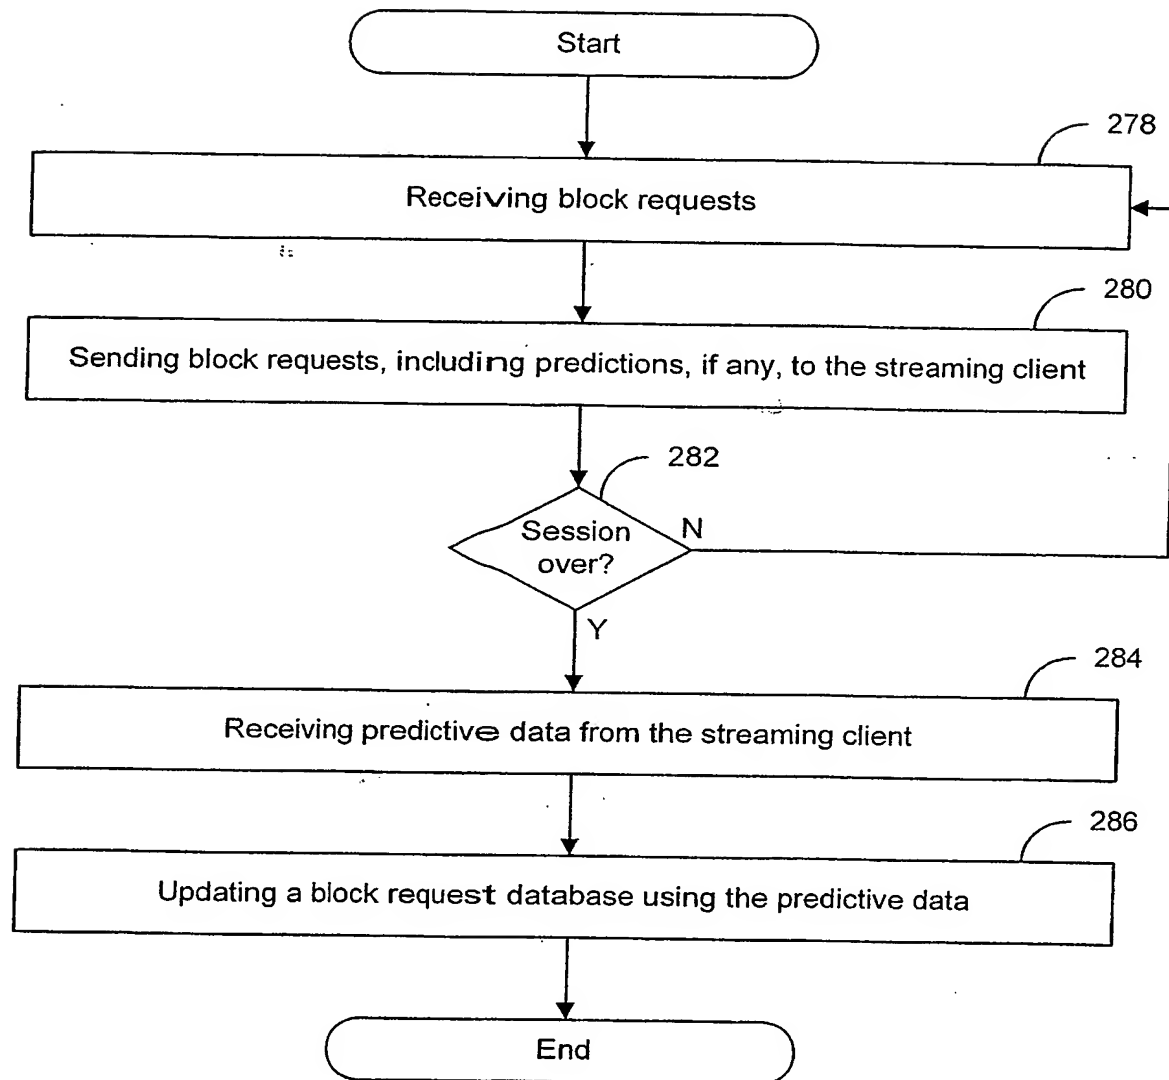 Start
278
Receiving block requests
280
Sending block requests, including predictions, if any, to the streaming client
282
Session
over?
N
Y
284
Receiving predictive data from the streaming client
286
Updating a block request database using the predictive data
End